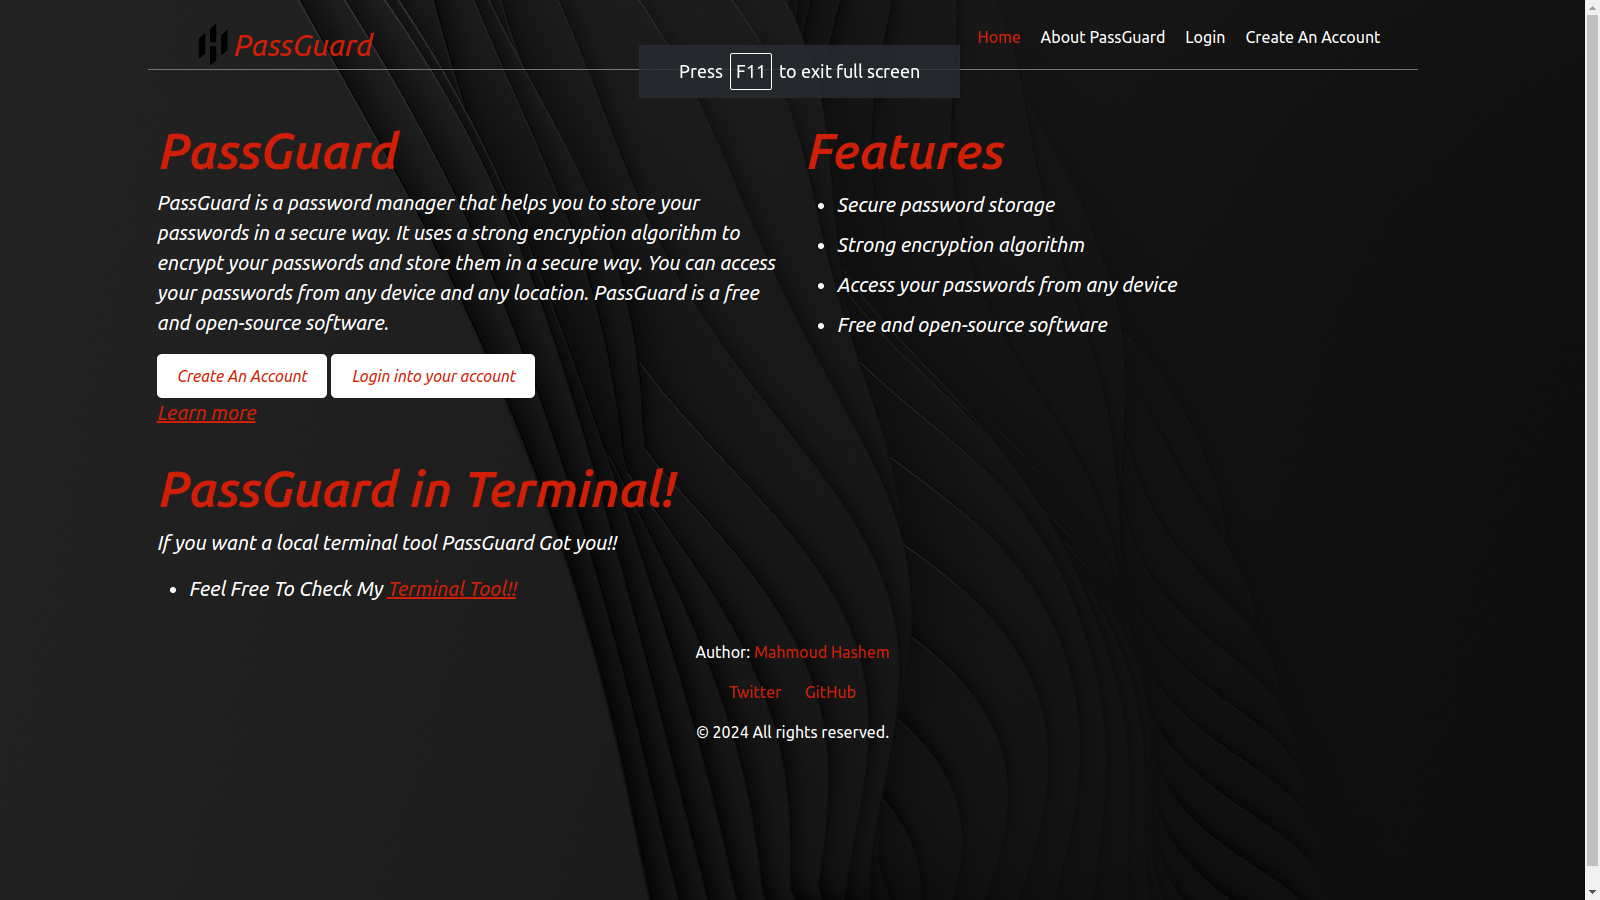 PassGuard
Home About PassGuard Login Create An Account
Press F11 to exit full screen
PassGuard
PassGuard is a password manager that helps you to store your
passwords in a secure way. It uses a strong encryption algorithm to
encrypt your passwords and store them in a secure way. You can access
your passwords from any device and any location. PassGuard is a free
and open-source software.
Create An Account Login into your account
Learn more
Features
• Secure password storage
• Strong encryption algorithm
• Access your passwords from any device
• Free and open-source software
PassGuard in Terminal!
If you want a local terminal tool PassGuard Got you!!
• Feel Free To Check My Terminal Tool!!
Author: Mahmoud Hashem
Twitter GitHub
© 2024 All rights reserved.